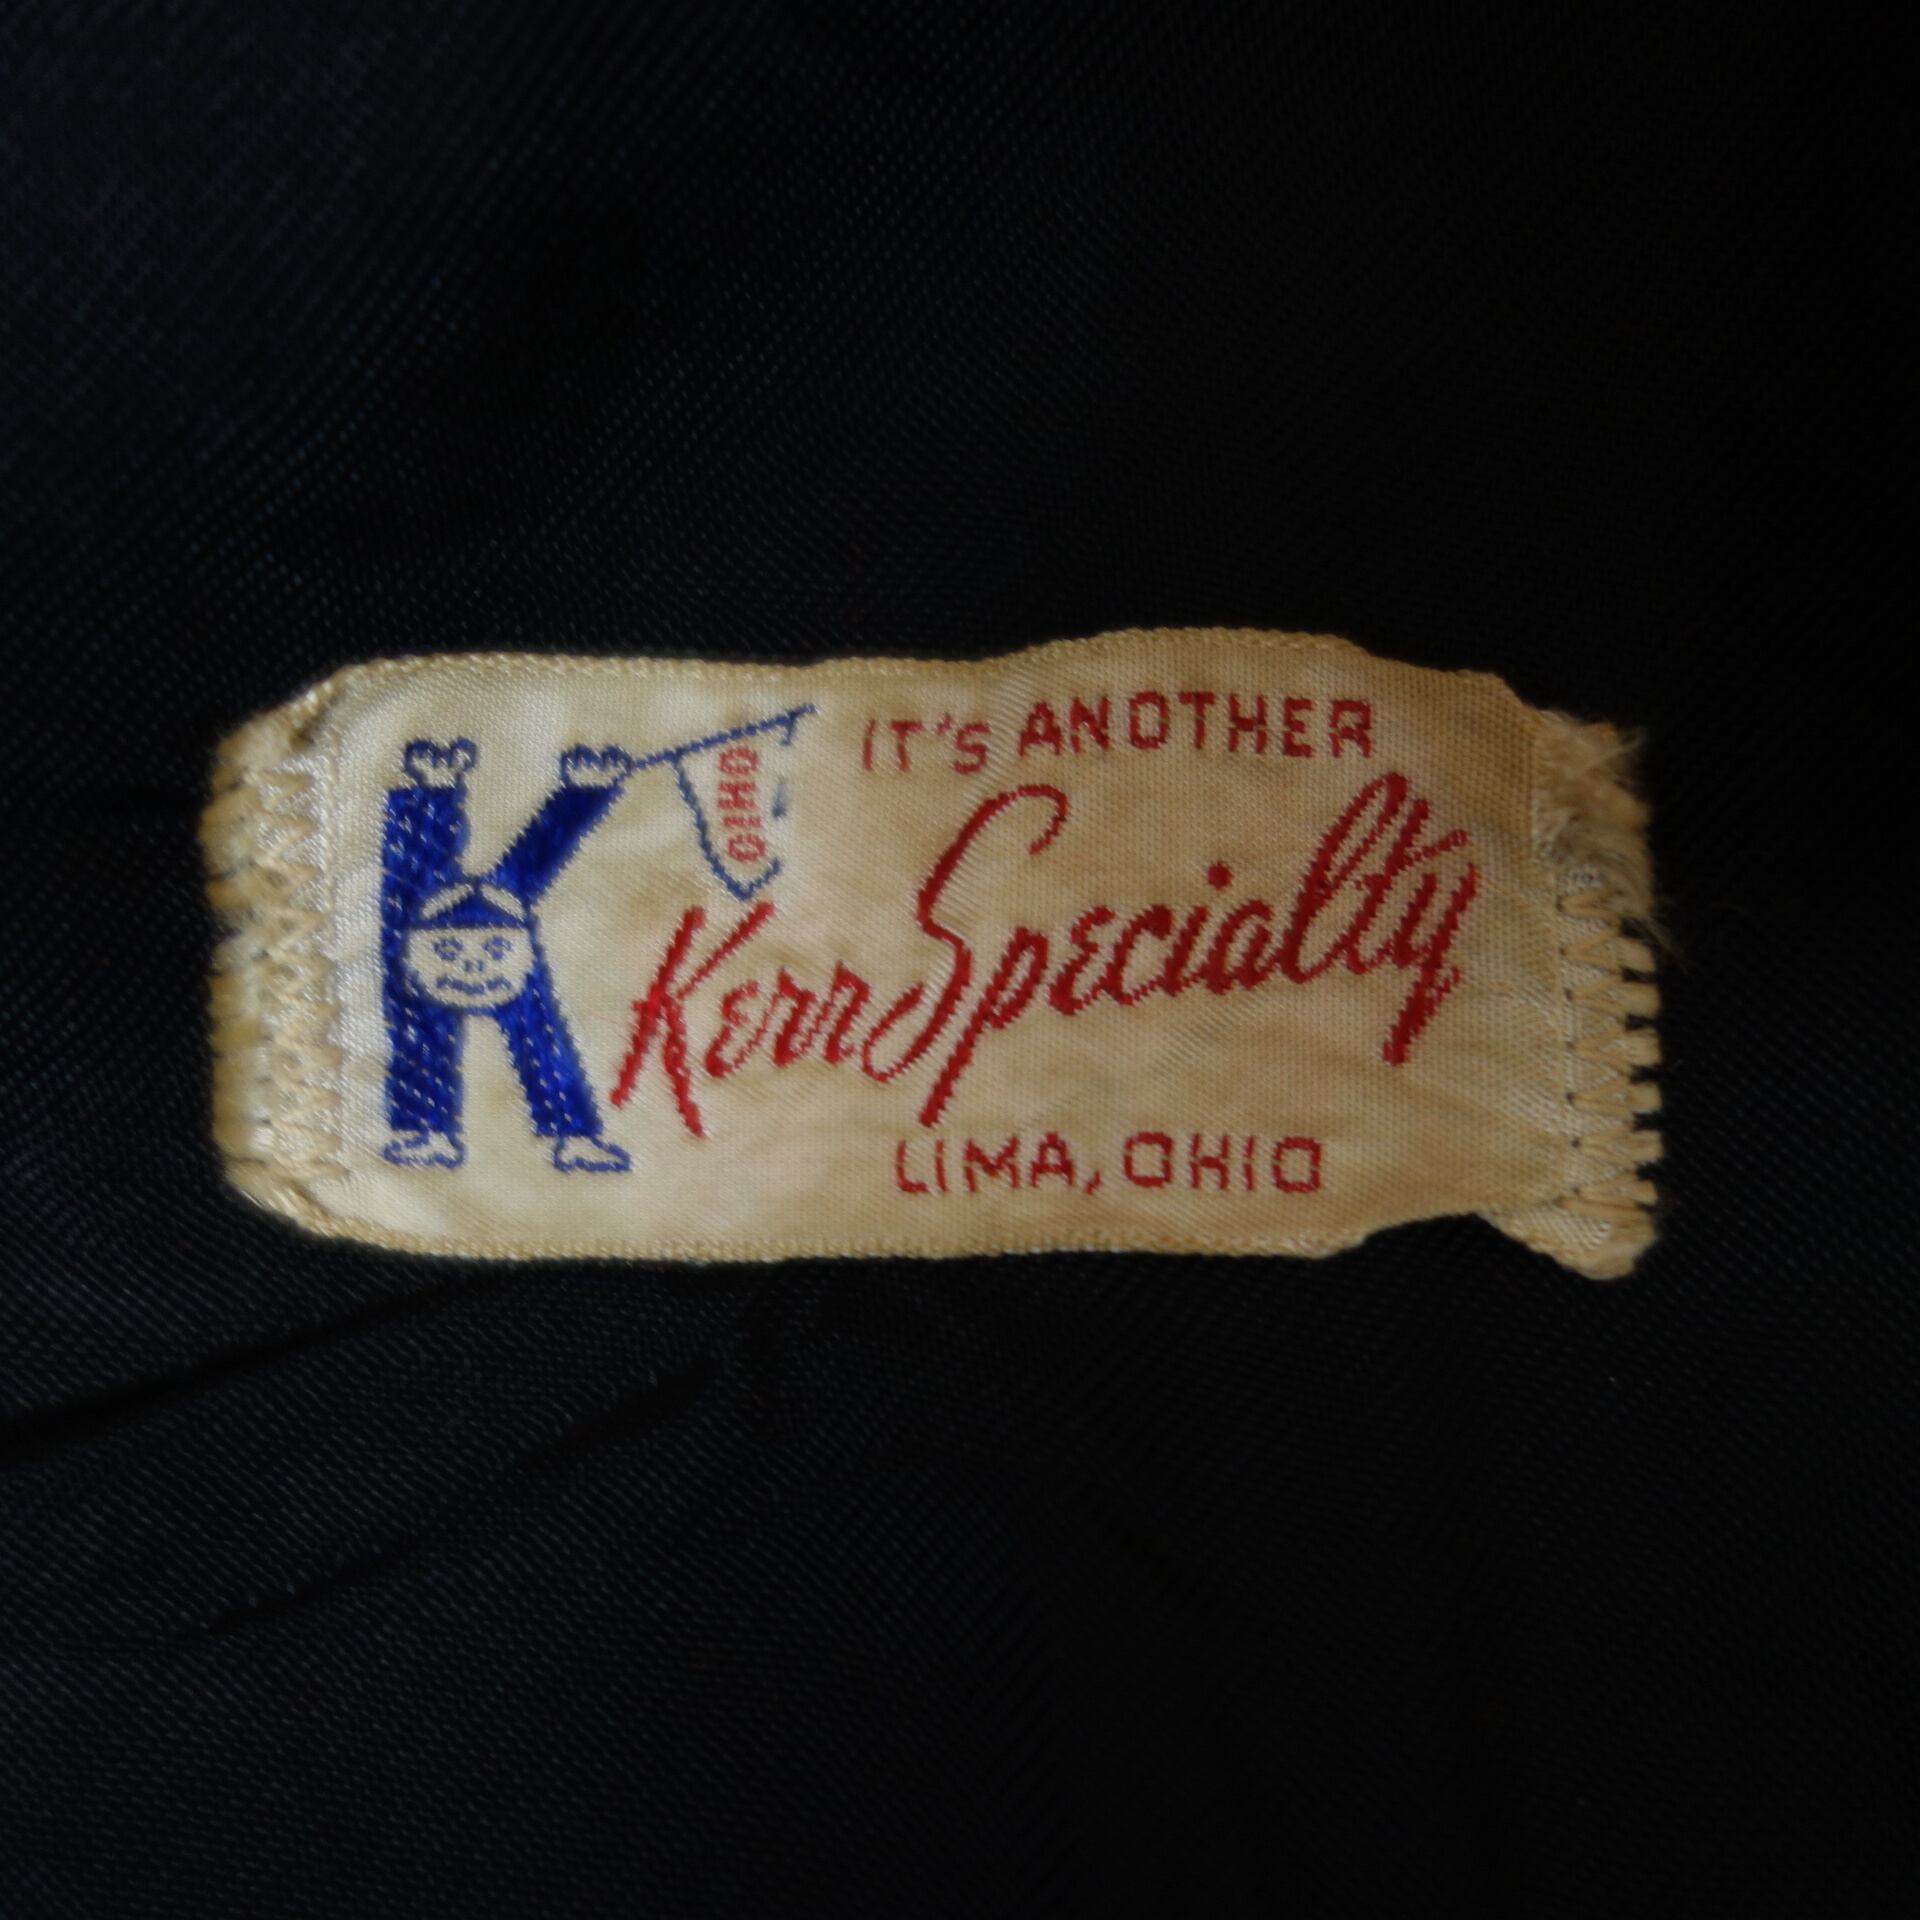 K
OHIO
IT'S ANOTHER
Kerr Specialty
LIMA, OHIO